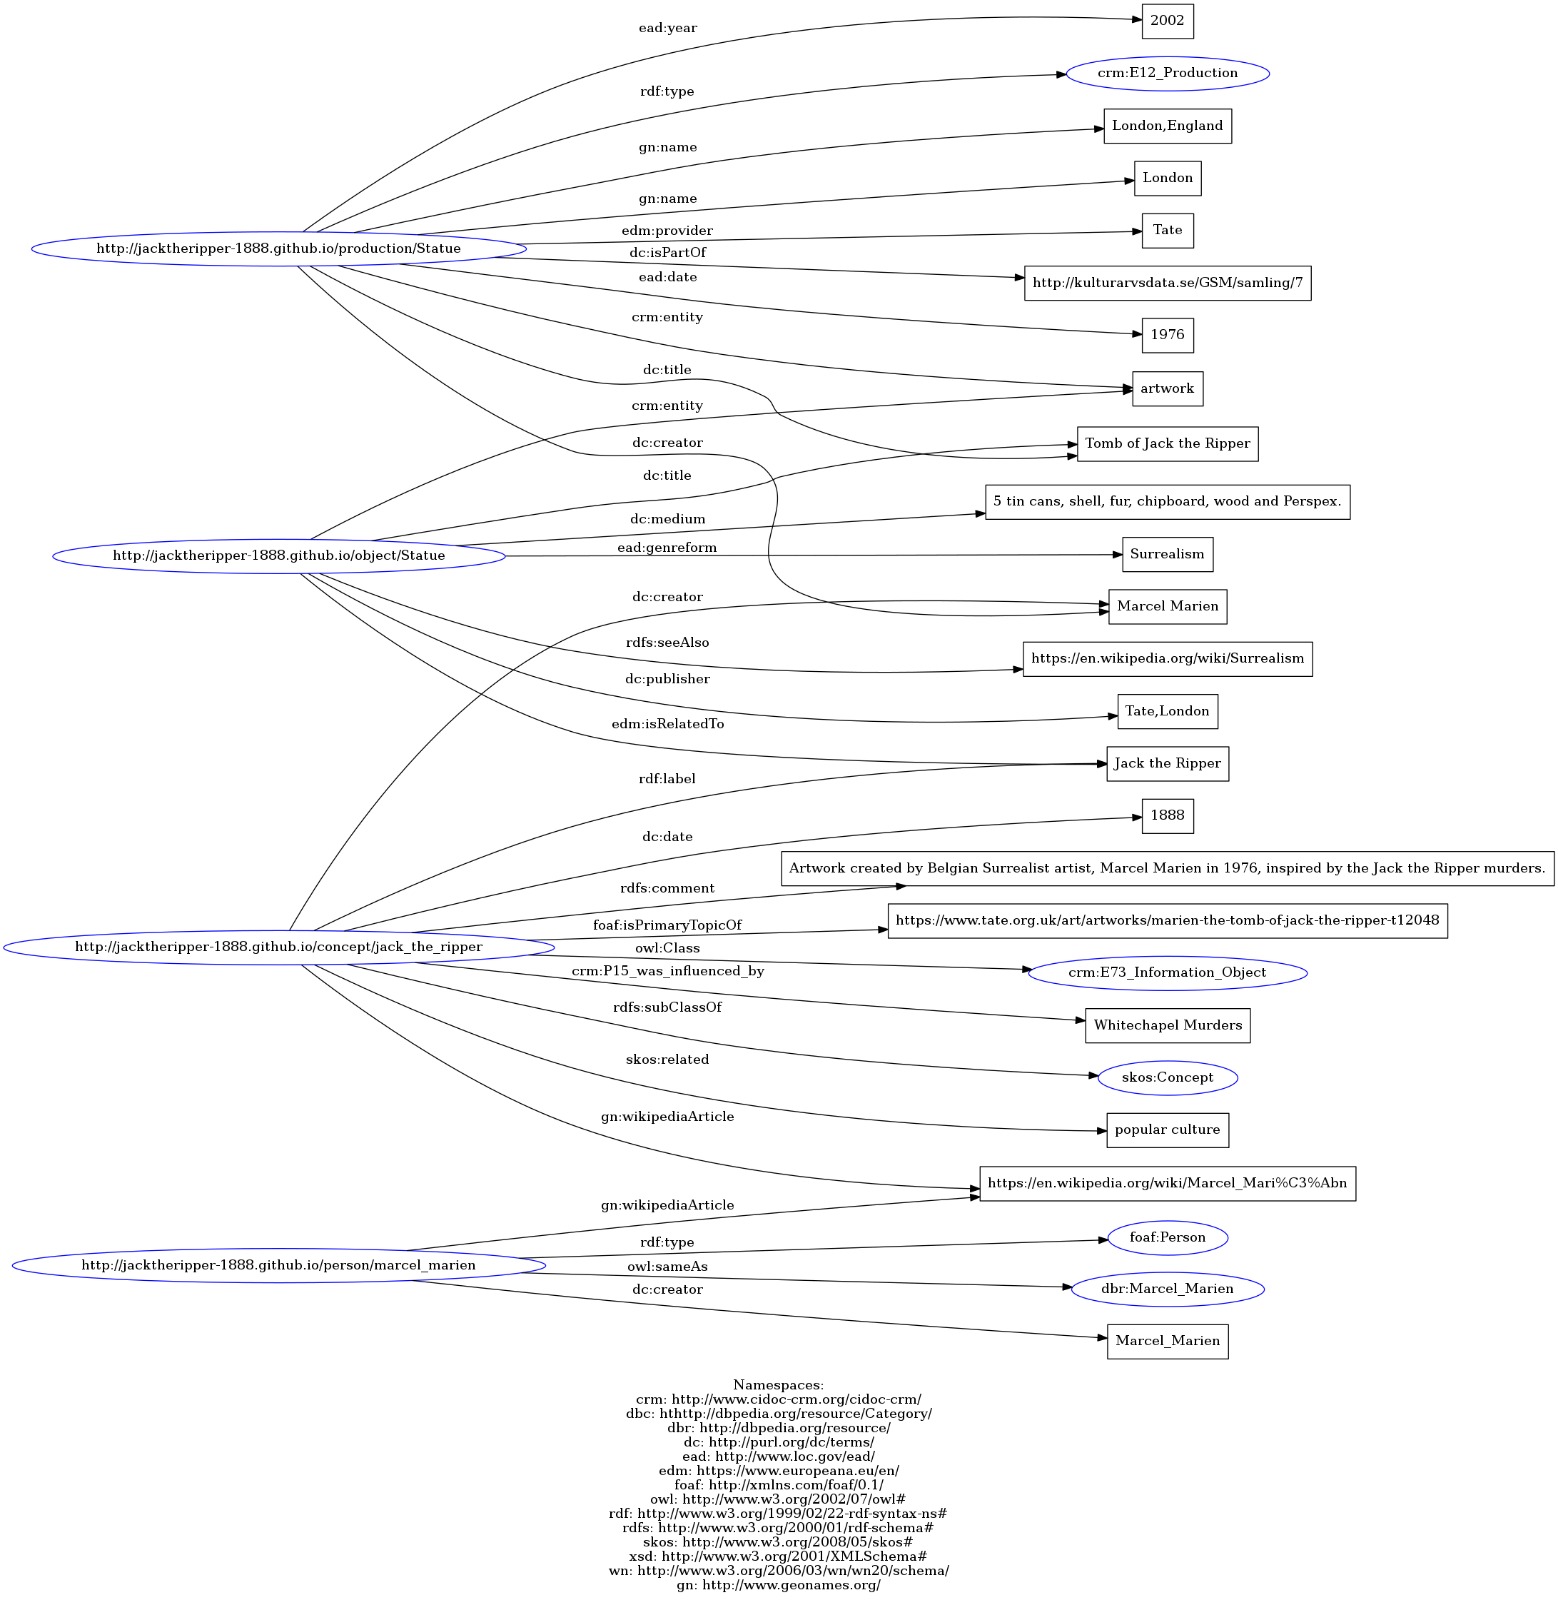 ead:year
2002
rdf:type
crm:E12_Production
gn:name
London,England
gn:name
London
edm:provider
Tate
http://jacktheripper-1888.github.io/production/Statue
dc:isPartOf
http://kulturarvsdata.se/GSM/samling/7
ead:date
crm:entity
1976
dc:title
artwork
crm:entity
dc:creator
Tomb of Jack the Ripper
dc:title
5 tin cans, shell, fur, chipboard, wood and Perspex.
dc:medium
ead:genreform
http://jacktheripper-1888.github.io/object/Statue
Surrealism
dc:creator
Marcel Marien
rdfs:seeAlso
https://en.wikipedia.org/wiki/Surrealism
dc:publisher
Tate,London
edm:isRelatedTo
Jack the Ripper
rdf:label
1888
dc:date
Artwork created by Belgian Surrealist artist, Marcel Marien in 1976, inspired by the Jack the Ripper murders.
rdfs:comment
https://www.tate.org.uk/art/artworks/marien-the-tomb-of-jack-the-ripper-t12048
foaf:isPrimaryTopicOf
http://jacktheripper-1888.github.io/concept/jack_the_ripper
owl:Class
crm:E73_Information_Object
crm:P15_was_influenced_by
rdfs:subClassOf
Whitechapel Murders
skos:related
skos:Concept
gn:wikipediaArticle
popular culture
https://en.wikipedia.org/wiki/Marcel_Mari%C3%Abn
gn:wikipediaArticle
rdf:type
foaf:Person
http://jacktheripper-1888.github.io/person/marcel_marien
owl:sameAs
dbr:Marcel_Marien
dc:creator
Marcel_Marien
Namespaces:
crm: http://www.cidoc-crm.org/cidoc-crm/
dbc: hthttp://dbpedia.org/resource/Category/
dbr: http://dbpedia.org/resource/
dc: http://purl.org/dc/terms/
ead: http://www.loc.gov/ead/
edm: https://www.europeana.eu/en/
foaf: http://xmlns.com/foaf/0.1/
owl: http://www.w3.org/2002/07/owl#
rdf: http://www.w3.org/1999/02/22-rdf-syntax-ns#
rdfs: http://www.w3.org/2000/01/rdf-schema#
skos: http://www.w3.org/2008/05/skos#
xsd: http://www.w3.org/2001/XMLSchema#
wn: http://www.w3.org/2006/03/wn/wn20/schema/
gn: http://www.geonames.org/